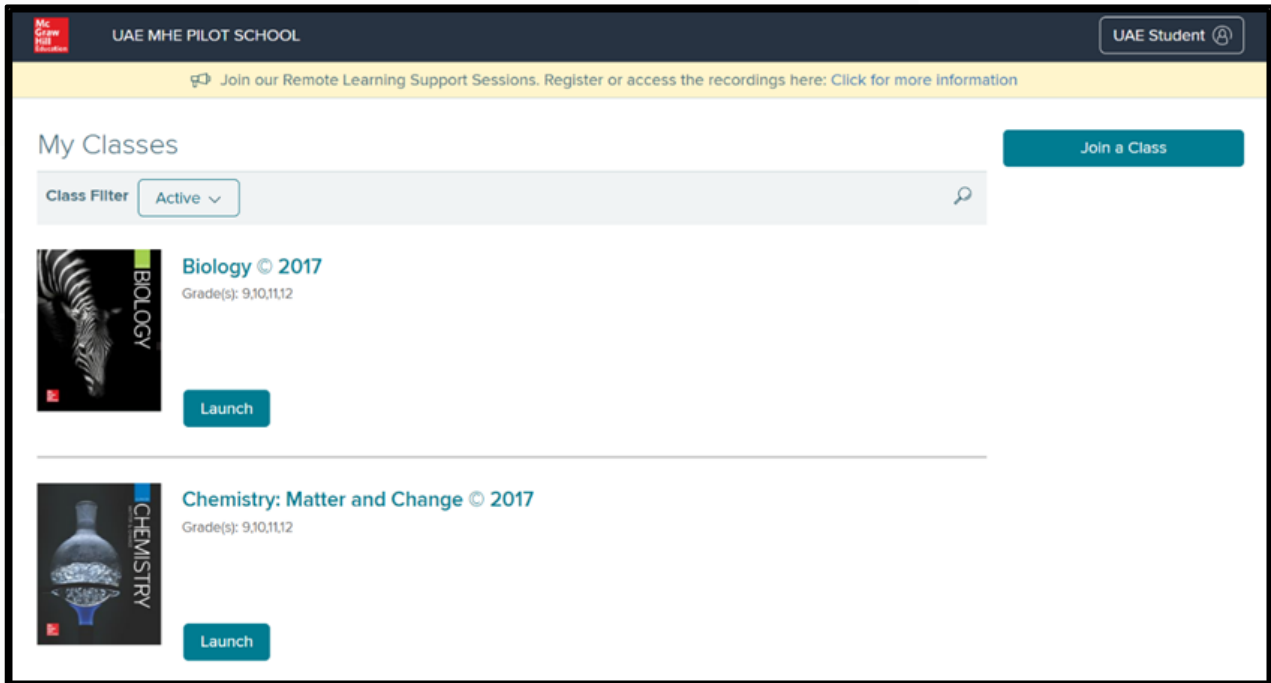 Mc
Graw
Hill
Education
UAE MHE PILOT SCHOOL
UAE Student
Join our Remote Learning Support Sessions. Register or access the recordings here: Click for more information
My Classes
Join a Class
Class Filter
Active
BIOLOGY
Biology © 2017
Grade(s): 9,10,11,12
Launch
CHEMISTRY
Chemistry: Matter and Change © 2017
Grade(s): 9,10,11,12
Launch